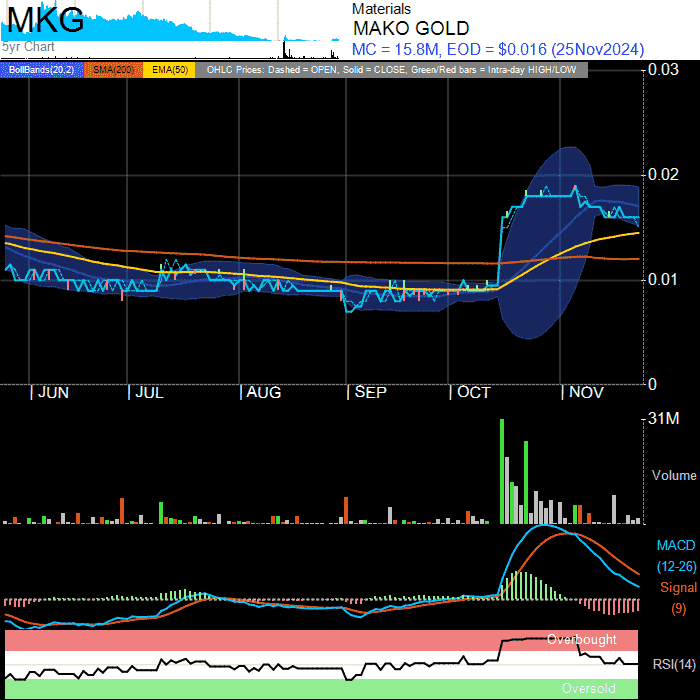 MKG
5yr Chart
Materials
MAKO GOLD
MC = 15.8M, EOD = $0.016 (25Nov2024)
BollBands(20,2) SMA(200) EMA(50) OHLC Prices: Dashed = OPEN, Solid = CLOSE, Green/Red bars = Intra-day HIGH/LOW
0.03
0.02
0.01
0
| JUN | JUL | AUG | SEP | OCT | NOV
31M
Volume
MACD
(12-26)
Signal
(9)
Overbought
RSI(14)
Oversold